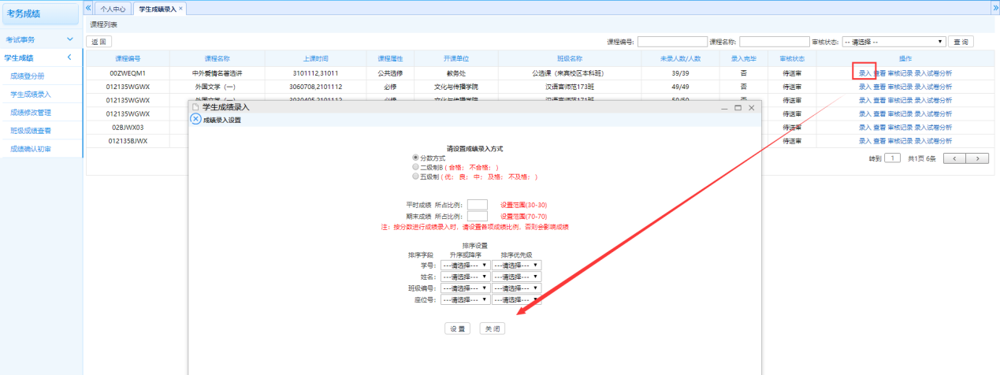 考务成绩
考试事务
学生成绩
成绩登分册
学生成绩录入
成绩修改管理
班级成绩查看
成绩确认初审
个人中心 学生成绩录入 ×
课程列表
返 回 课程编号: 课程名称: 审核状态: -- 请选择 -- 查 询
课程编号 课程名称 上课时间 课程属性 开课单位 班级名称 未录人数/人数 录入完毕 审核状态 操作
00ZWEQM1 中外爱情名著选讲 3101112,31011 公共选修 教务处 公选课（来宾校区本科班） 39/39 否 待送审 录入 查看 审核记录 录入试卷分析
012135WGWX 外国文学（一） 3060708,2101112 必修 文化与传播学院 汉语言师范173班 49/49 否 待送审 录入 查看 审核记录 录入试卷分析
012135WGWX 外国文学（一） 3030405,2101112 必修 文化与传播学院 汉语言师范171班 50/50 否 待送审 录入 查看 审核记录 录入试卷分析
012135WGWX 待送审 录入 查看 审核记录 录入试卷分析
02BJWX03 待送审 录入 查看 审核记录 录入试卷分析
012135BJWX 待送审 录入 查看 审核记录 录入试卷分析
转到 1 共1页 6条
学生成绩录入
成绩录入设置
请设置成绩录入方式
分数方式
二级制B ( 合格； 不合格； )
五级制 ( 优； 良； 中； 及格； 不及格； )
平时成绩 所占比例： 设置范围(30-30)
期末成绩 所占比例： 设置范围(70-70)
注：按分数进行成绩录入时，请设置各项成绩比例，否则会影响成绩
排序设置
排序字段 升序或降序 排序优先级
学号： ---请选择--- ---请选择---
姓名： ---请选择--- ---请选择---
班级编号： ---请选择--- ---请选择---
座位号： ---请选择--- ---请选择---
设 置 关 闭